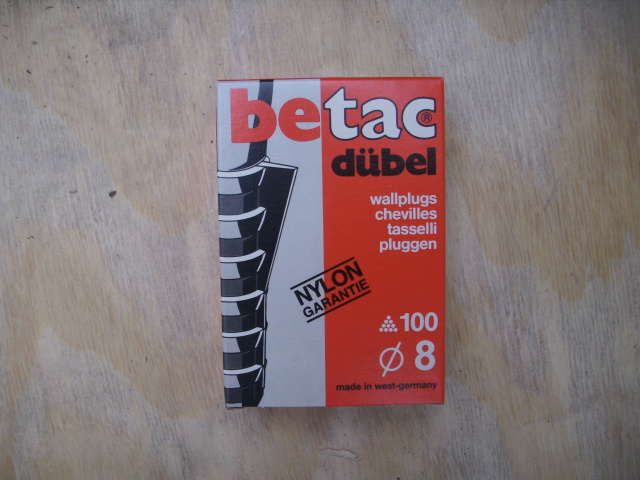 betac®
dübel
wallplugs
chevilles
tasselli
pluggen
NYLON
GARANTIE
100
Ø 8
made in west-germany